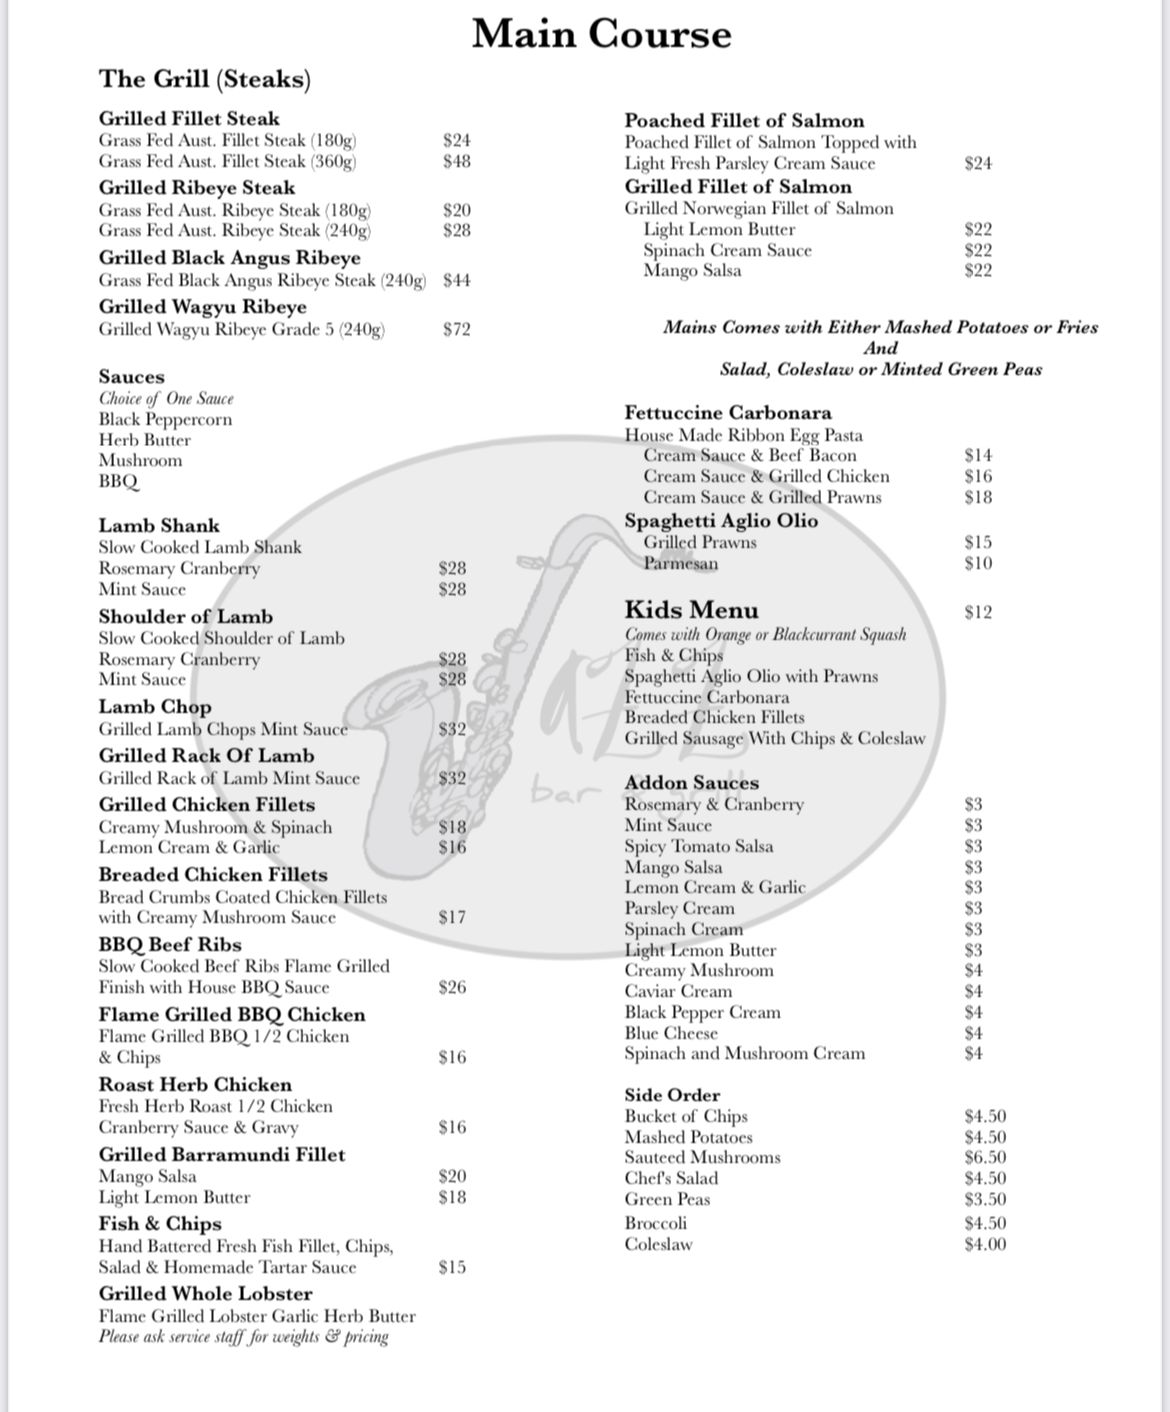 Main Course
The Grill (Steaks)
Grilled Fillet Steak
Grass Fed Aust. Fillet Steak (180g) $24
Grass Fed Aust. Fillet Steak (360g) $48
Grilled Ribeye Steak
Grass Fed Aust. Ribeye Steak (180g) $20
Grass Fed Aust. Ribeye Steak (240g) $28
Grilled Black Angus Ribeye
Grass Fed Black Angus Ribeye Steak (240g) $44
Grilled Wagyu Ribeye
Grilled Wagyu Ribeye Grade 5 (240g) $72
Sauces
Choice of One Sauce
Black Peppercorn
Herb Butter
Mushroom
BBQ
Lamb Shank
Slow Cooked Lamb Shank
Rosemary Cranberry $28
Mint Sauce $28
Shoulder of Lamb
Slow Cooked Shoulder of Lamb
Rosemary Cranberry $28
Mint Sauce $28
Lamb Chop
Grilled Lamb Chops Mint Sauce $32
Grilled Rack Of Lamb
Grilled Rack of Lamb Mint Sauce $32
Grilled Chicken Fillets
Creamy Mushroom & Spinach $18
Lemon Cream & Garlic $16
Breaded Chicken Fillets
Bread Crumbs Coated Chicken Fillets
with Creamy Mushroom Sauce $17
BBQ Beef Ribs
Slow Cooked Beef Ribs Flame Grilled
Finish with House BBQ Sauce $26
Flame Grilled BBQ Chicken
Flame Grilled BBQ 1/2 Chicken
& Chips $16
Roast Herb Chicken
Fresh Herb Roast 1/2 Chicken
Cranberry Sauce & Gravy $16
Grilled Barramundi Fillet
Mango Salsa $20
Light Lemon Butter $18
Fish & Chips
Hand Battered Fresh Fish Fillet, Chips,
Salad & Homemade Tartar Sauce $15
Grilled Whole Lobster
Flame Grilled Lobster Garlic Herb Butter
Please ask service staff for weights & pricing
Poached Fillet of Salmon
Poached Fillet of Salmon Topped with
Light Fresh Parsley Cream Sauce $24
Grilled Fillet of Salmon
Grilled Norwegian Fillet of Salmon
Light Lemon Butter $22
Spinach Cream Sauce $22
Mango Salsa $22
Mains Comes with Either Mashed Potatoes or Fries
And
Salad, Coleslaw or Minted Green Peas
Fettuccine Carbonara
House Made Ribbon Egg Pasta
Cream Sauce & Beef Bacon $14
Cream Sauce & Grilled Chicken $16
Cream Sauce & Grilled Prawns $18
Spaghetti Aglio Olio
Grilled Prawns $15
Parmesan $10
Kids Menu $12
Comes with Orange or Blackcurrant Squash
Fish & Chips
Spaghetti Aglio Olio with Prawns
Fettuccine Carbonara
Breaded Chicken Fillets
Grilled Sausage With Chips & Coleslaw
Addon Sauces
Rosemary & Cranberry $3
Mint Sauce $3
Spicy Tomato Salsa $3
Mango Salsa $3
Lemon Cream & Garlic $3
Parsley Cream $3
Spinach Cream $3
Light Lemon Butter $3
Creamy Mushroom $4
Caviar Cream $4
Black Pepper Cream $4
Blue Cheese $4
Spinach and Mushroom Cream $4
Side Order
Bucket of Chips $4.50
Mashed Potatoes $4.50
Sauteed Mushrooms $6.50
Chef's Salad $4.50
Green Peas $3.50
Broccoli $4.50
Coleslaw $4.00
Jazz
bar & grill